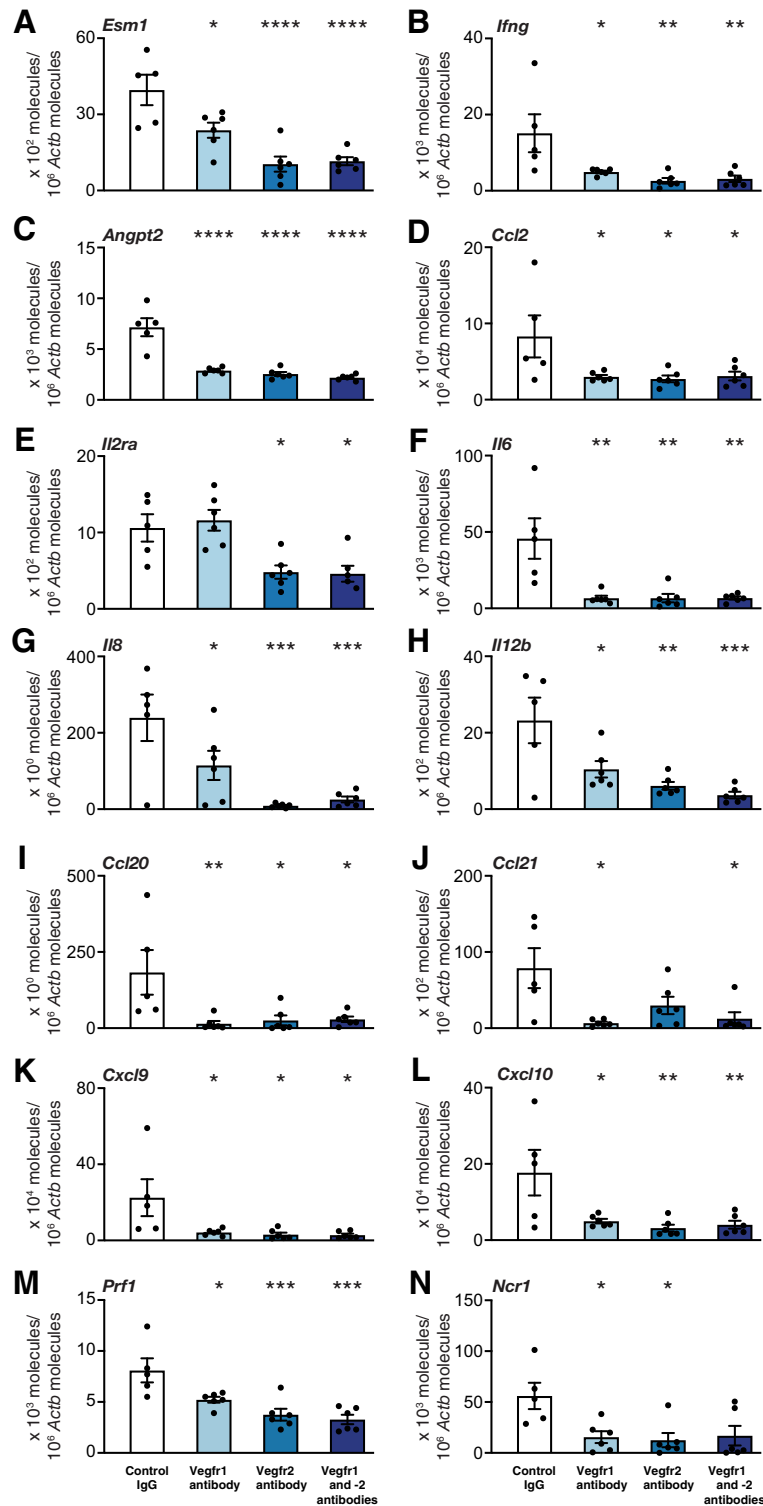 A Esm1 * **** ****
60
30
0
x 10² molecules/
10⁶ Actb molecules
B Ifng * ** **
40
20
0
x 10³ molecules/
10⁶ Actb molecules
C Angpt2 **** **** ****
15
10
5
0
x 10³ molecules/
10⁶ Actb molecules
D Ccl2 * * *
20
10
0
x 10⁴ molecules/
10⁶ Actb molecules
E Il2ra * *
20
10
0
x 10² molecules/
10⁶ Actb molecules
F Il6 ** ** **
100
50
0
x 10³ molecules/
10⁶ Actb molecules
G Il8 * *** ***
400
200
0
x 10⁰ molecules/
10⁶ Actb molecules
H Il12b * ** ***
40
20
0
x 10² molecules/
10⁶ Actb molecules
I Ccl20 ** * *
500
250
0
x 10⁰ molecules/
10⁶ Actb molecules
J Ccl21 * *
200
100
0
x 10² molecules/
10⁶ Actb molecules
K Cxcl9 * * *
80
40
0
x 10⁴ molecules/
10⁶ Actb molecules
L Cxcl10 * ** **
40
20
0
x 10⁴ molecules/
10⁶ Actb molecules
M Prf1 * *** ***
15
10
5
0
x 10³ molecules/
10⁶ Actb molecules
Control
IgG
Vegfr1
antibody
Vegfr2
antibody
Vegfr1
and -2
antibodies
N Ncr1 * *
150
100
50
0
x 10³ molecules/
10⁶ Actb molecules
Control
IgG
Vegfr1
antibody
Vegfr2
antibody
Vegfr1
and -2
antibodies